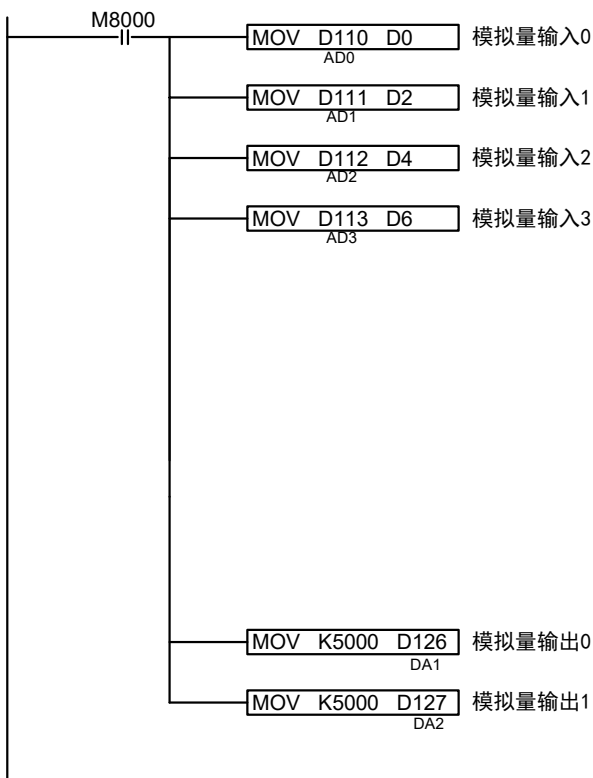 M8000
MOV D110 D0 模拟量输入0
AD0
MOV D111 D2 模拟量输入1
AD1
MOV D112 D4 模拟量输入2
AD2
MOV D113 D6 模拟量输入3
AD3
MOV K5000 D126 模拟量输出0
DA1
MOV K5000 D127 模拟量输出1
DA2